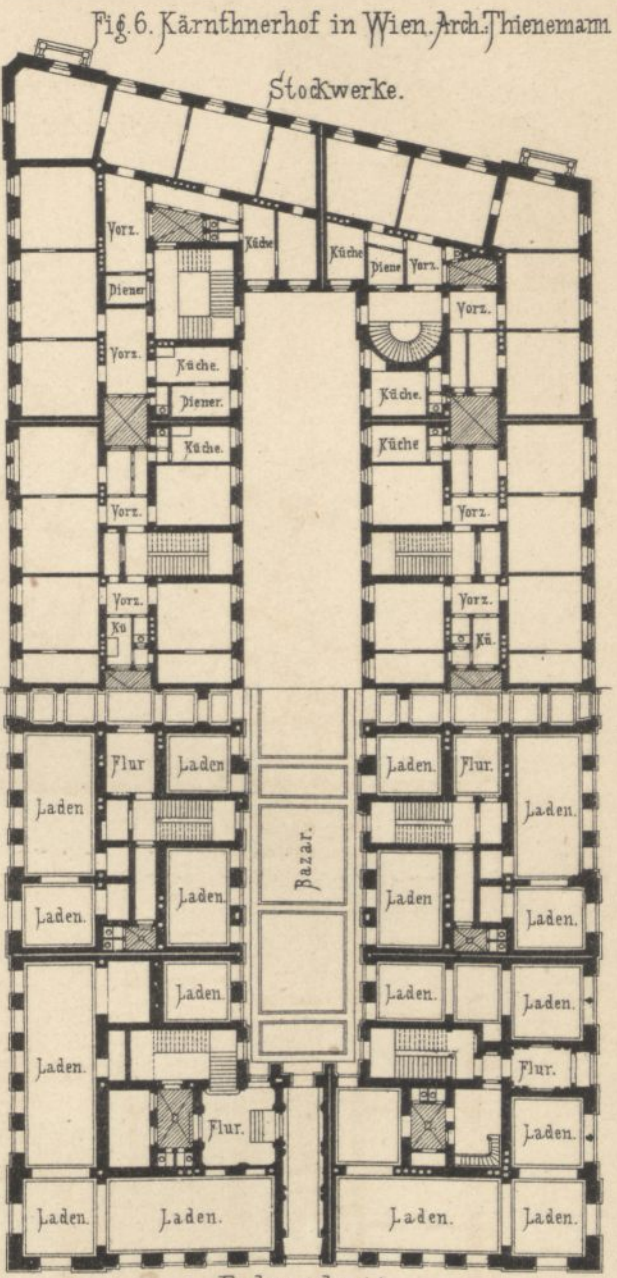 Fig.6. Kärnthnerhof in Wien. Arch: Thienemann
Stockwerke.
Vorz.
Küche
Küche
Diene
Vorz.
Diener
Vorz.
Vorz.
Küche.
Diener.
Küche.
Küche.
Küche
Vorz.
Vorz.
Vorz.
Vorz.
Kü
Kü.
Flur
Laden
Laden.
Flur.
Laden
Laden.
Bazar.
Laden.
Laden
Laden
Laden.
Laden.
Laden.
Laden.
Laden.
Flur.
Flur.
Laden.
Laden.
Laden.
Laden.
Laden.